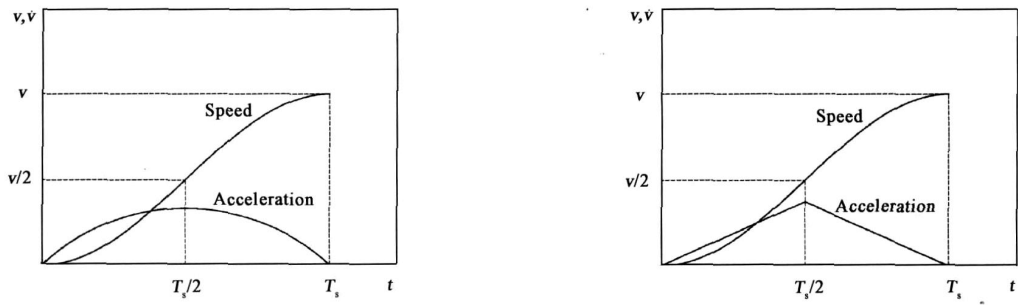 v, v̇
v
Speed
v/2
Acceleration
T_s/2
T_s
t
v, v̇
v
Speed
v/2
Acceleration
T_s/2
T_s
t